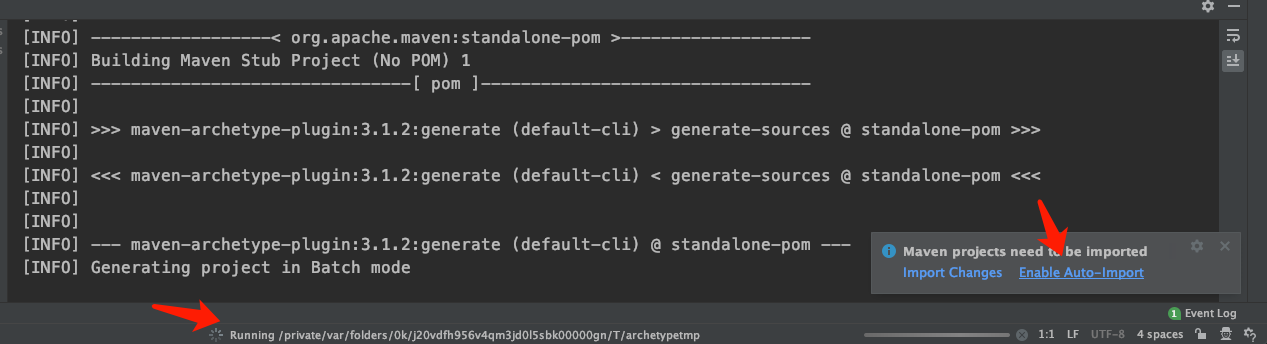 [INFO] ------------------< org.apache.maven:standalone-pom >-------------------
[INFO] Building Maven Stub Project (No POM) 1
[INFO] --------------------------------[ pom ]---------------------------------
[INFO]
[INFO] >>> maven-archetype-plugin:3.1.2:generate (default-cli) > generate-sources @ standalone-pom >>>
[INFO]
[INFO] <<< maven-archetype-plugin:3.1.2:generate (default-cli) < generate-sources @ standalone-pom <<<
[INFO]
[INFO]
[INFO] --- maven-archetype-plugin:3.1.2:generate (default-cli) @ standalone-pom ---
[INFO] Generating project in Batch mode
Maven projects need to be imported
Import Changes Enable Auto-Import
1 Event Log
Running /private/var/folders/0k/j20vdfh956v4qm3jd0l5sbk00000gn/T/archetypetmp 1:1 LF UTF-8 4 spaces